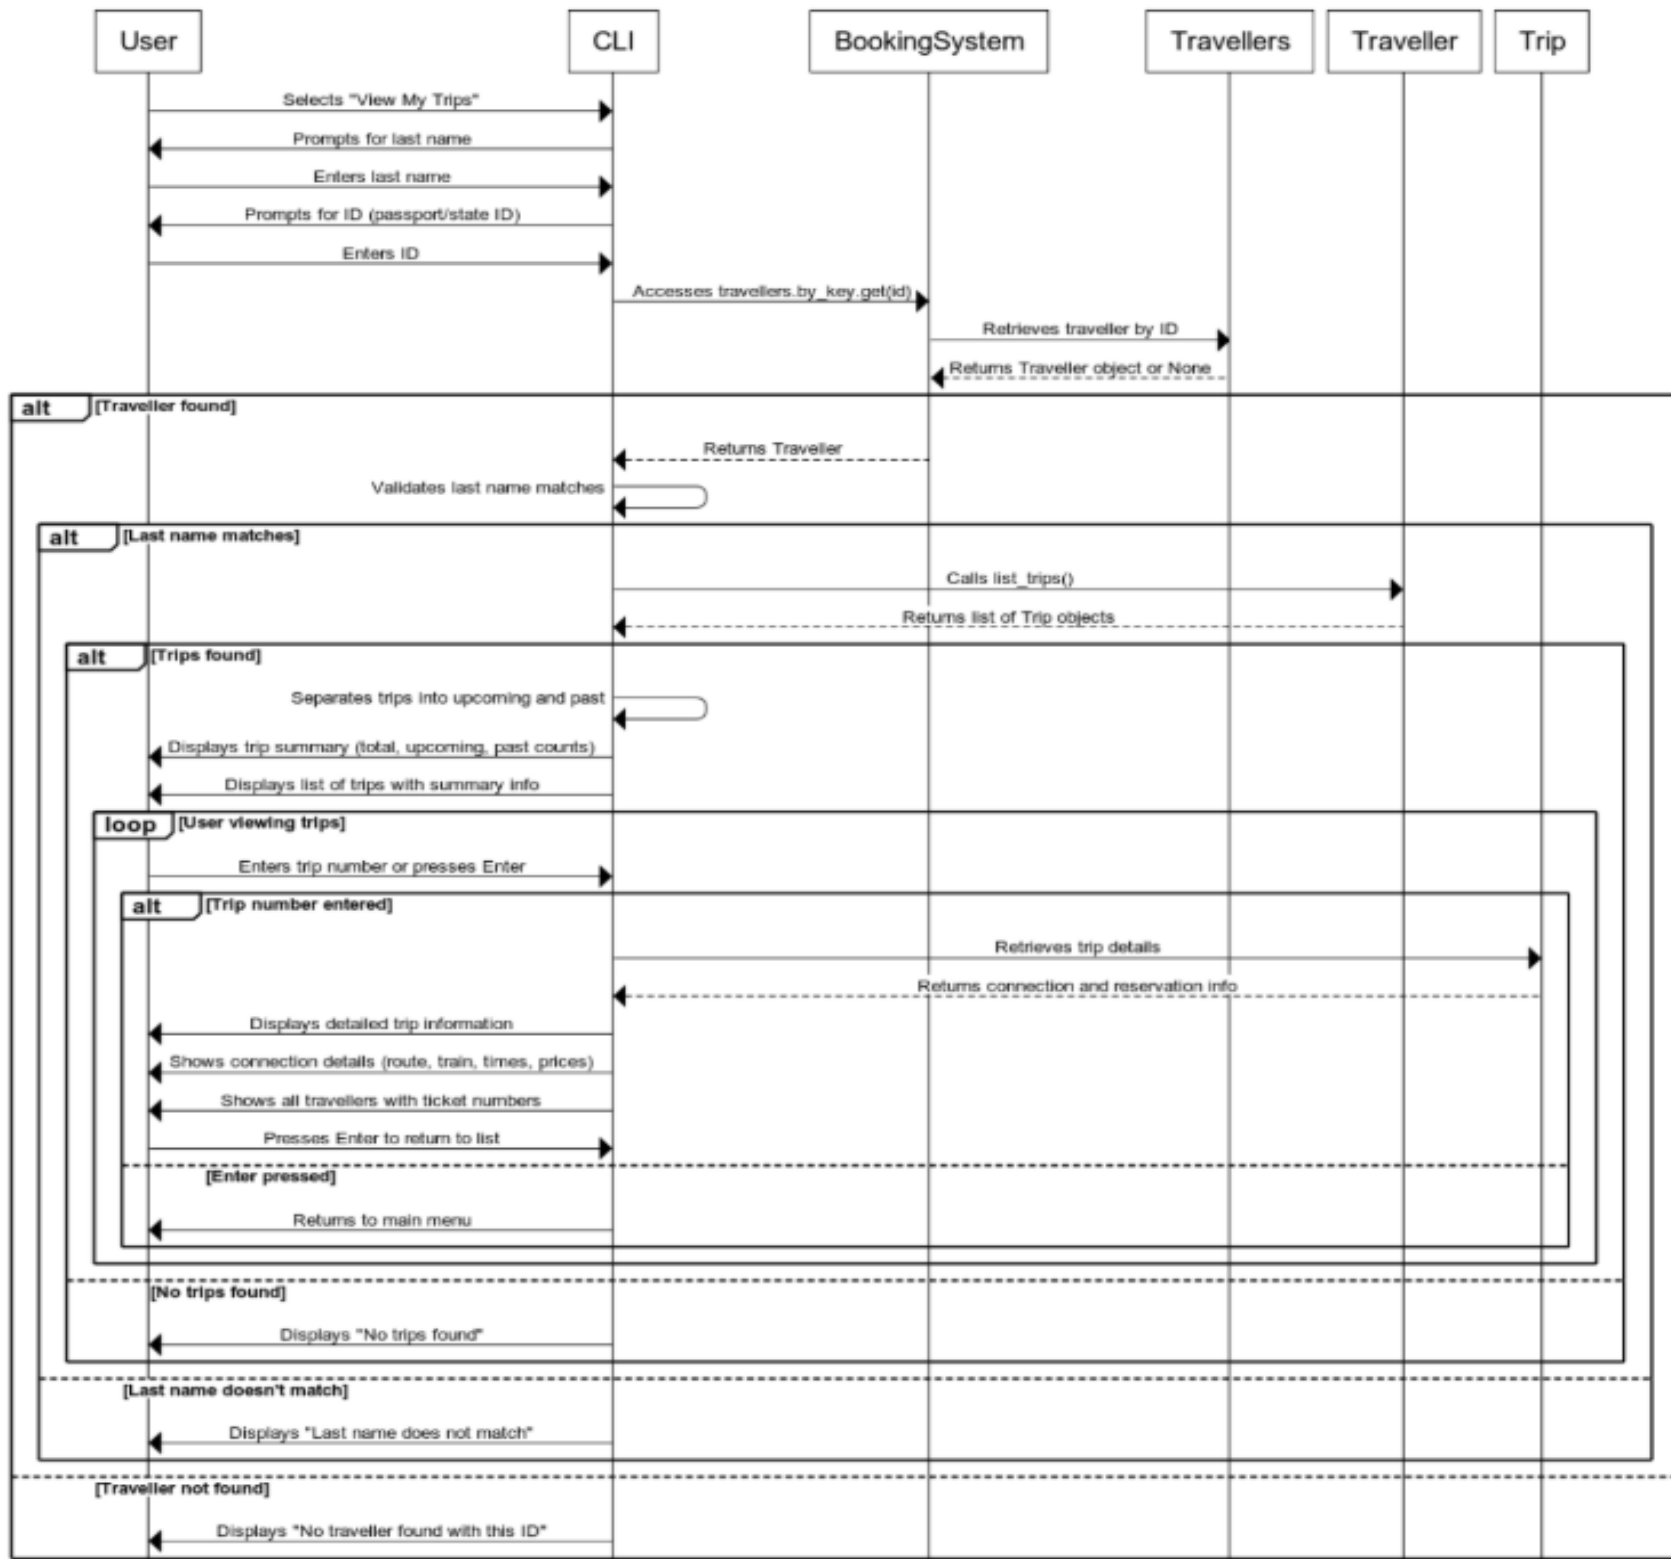 User CLI BookingSystem Travellers Traveller Trip
Selects "View My Trips"
Prompts for last name
Enters last name
Prompts for ID (passport/state ID)
Enters ID
Accesses travellers.by_key.get(id)
Retrieves traveller by ID
Returns Traveller object or None
alt [Traveller found]
Returns Traveller
Validates last name matches
alt [Last name matches]
Calls list_trips()
Returns list of Trip objects
alt [Trips found]
Separates trips into upcoming and past
Displays trip summary (total, upcoming, past counts)
Displays list of trips with summary info
loop [User viewing trips]
Enters trip number or presses Enter
alt [Trip number entered]
Retrieves trip details
Returns connection and reservation info
Displays detailed trip information
Shows connection details (route, train, times, prices)
Shows all travellers with ticket numbers
Presses Enter to return to list
[Enter pressed]
Returns to main menu
[No trips found]
Displays "No trips found"
[Last name doesn't match]
Displays "Last name does not match"
[Traveller not found]
Displays "No traveller found with this ID"